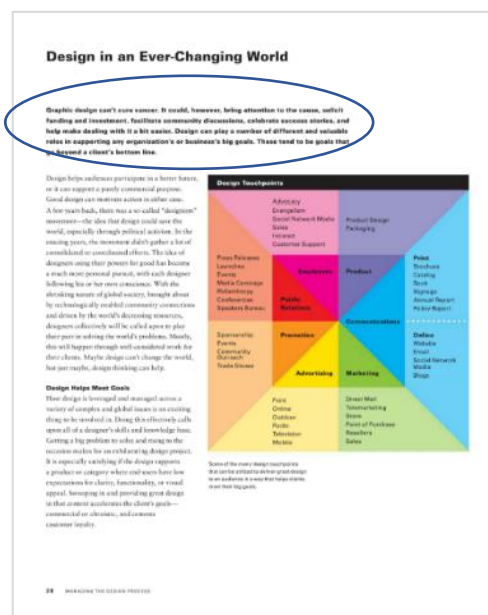 Design in an Ever-Changing World
Graphic design can't cure cancer. It could, however, bring attention to the cause, solicit
funding and investment, facilitate community discussions, celebrate success stories, and
help make dealing with it a bit easier. Design can play a number of different and valuable
roles in supporting any organization's or business's big goals. These tend to be goals that
go beyond a client's bottom line.
Design helps audiences participate in a better future,
or it can support a purely commercial purpose.
Good design can motivate action in either case.
A few years back, there was a so-called "designism"
movement—the idea that design could save the
world, especially through political activism. In the
ensuing years, the movement didn't gather a lot of
consolidated or coordinated efforts. The idea of
designers using their powers for good has become
a much more personal pursuit, with each designer
following his or her own conscience. With the
shrinking nature of global society, brought about
by technologically enabled community connections
and driven by the world's decreasing resources,
designers collectively will be called upon to play
their part in solving the world's problems. Mostly,
this will happen through well-considered work for
their clients. Maybe design can't change the world,
but just maybe, design thinking can help.
Design Helps Meet Goals
How design is leveraged and managed across a
variety of complex and global issues is an exciting
thing to be involved in. Doing this effectively calls
upon all of a designer's skills and knowledge base.
Getting a big problem to solve and rising to the
occasion makes for an exhilarating design project.
It is especially satisfying if the design supports
a product or category where end-users have low
expectations for clarity, functionality, or visual
appeal. Swooping in and providing great design
in that context accelerates the client's goals—
commercial or altruistic, and cements
customer loyalty.
Design Touchpoints
Advocacy
Evangelism
Social Network Media
Sales
Intranet
Customer Support
Product Design
Packaging
Press Releases
Launches
Events
Media Coverage
Philanthropy
Conferences
Speakers Bureau
Employees
Product
Print
Brochure
Catalog
Book
Signage
Annual Report
Policy Report
Public
Relations
Communications
Sponsorship
Events
Community
Outreach
Trade Shows
Promotion
Online
Website
Email
Social Network
Media
Blogs
Advertising
Marketing
Print
Online
Outdoor
Radio
Television
Mobile
Direct Mail
Telemarketing
Store
Point of Purchase
Resellers
Sales
Some of the many design touchpoints
that can be utilized to deliver great design
to an audience in a way that helps clients
meet their big goals.
28 MANAGING THE DESIGN PROCESS